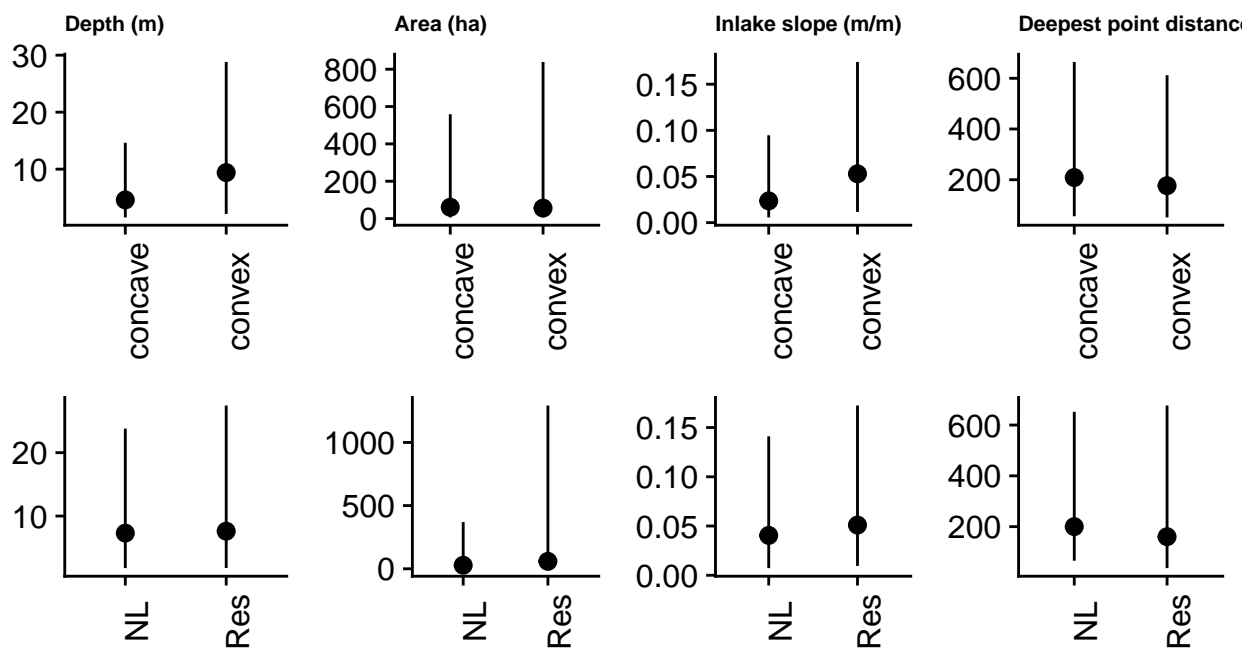 Depth (m)
Area (ha)
Inlake slope (m/m)
Deepest point distance
30
20
10
concave
convex
800
600
400
200
0
concave
convex
0.15
0.10
0.05
0.00
concave
convex
600
400
200
concave
convex
20
10
NL
Res
1000
500
0
NL
Res
0.15
0.10
0.05
0.00
NL
Res
600
400
200
NL
Res